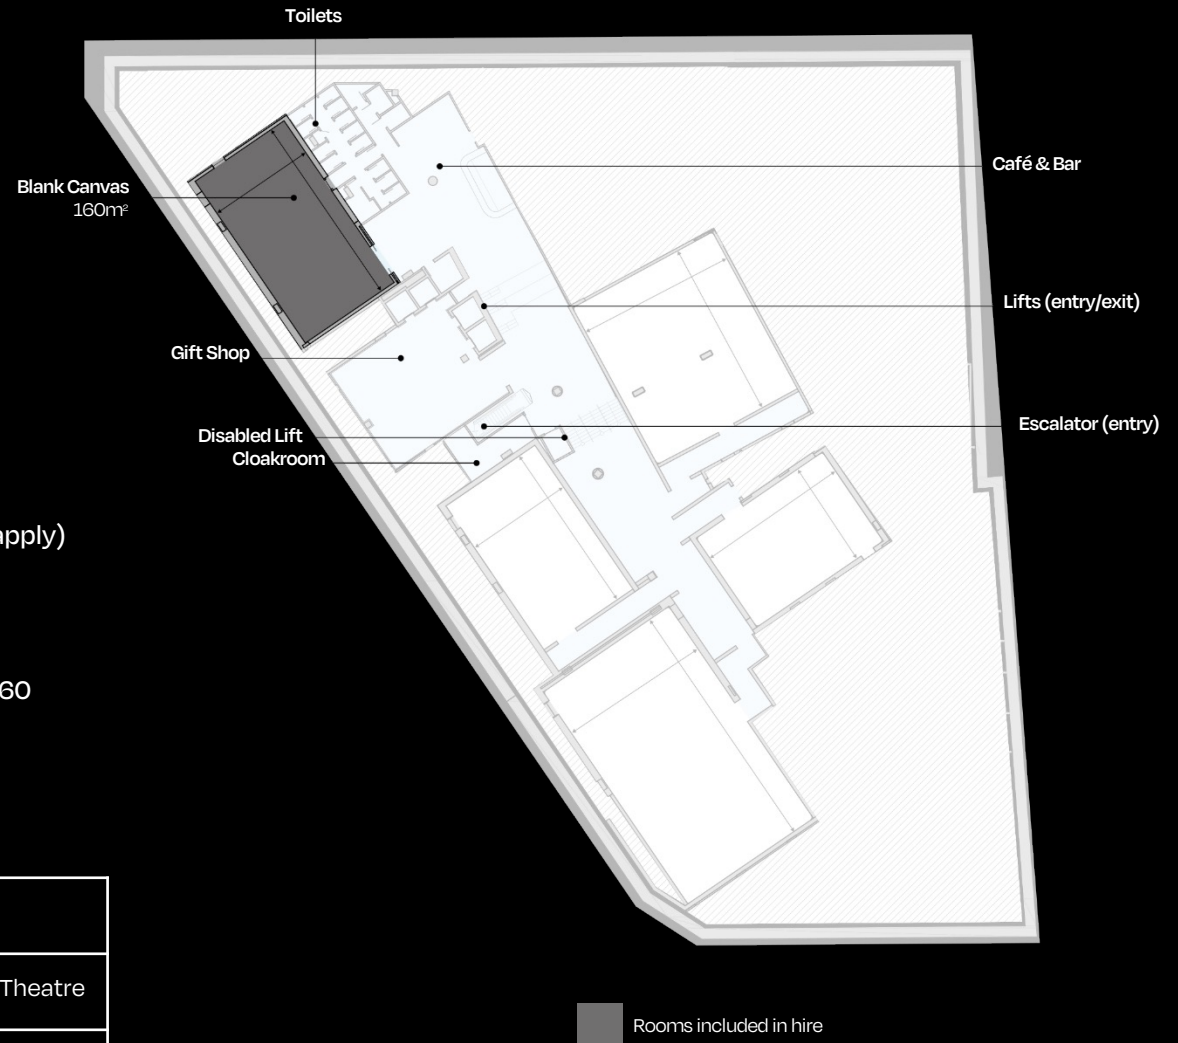 Toilets
Café & Bar
Blank Canvas
160m²
Lifts (entry/exit)
Gift Shop
Escalator (entry)
Disabled Lift
Cloakroom
apply)
60
Theatre
Rooms included in hire